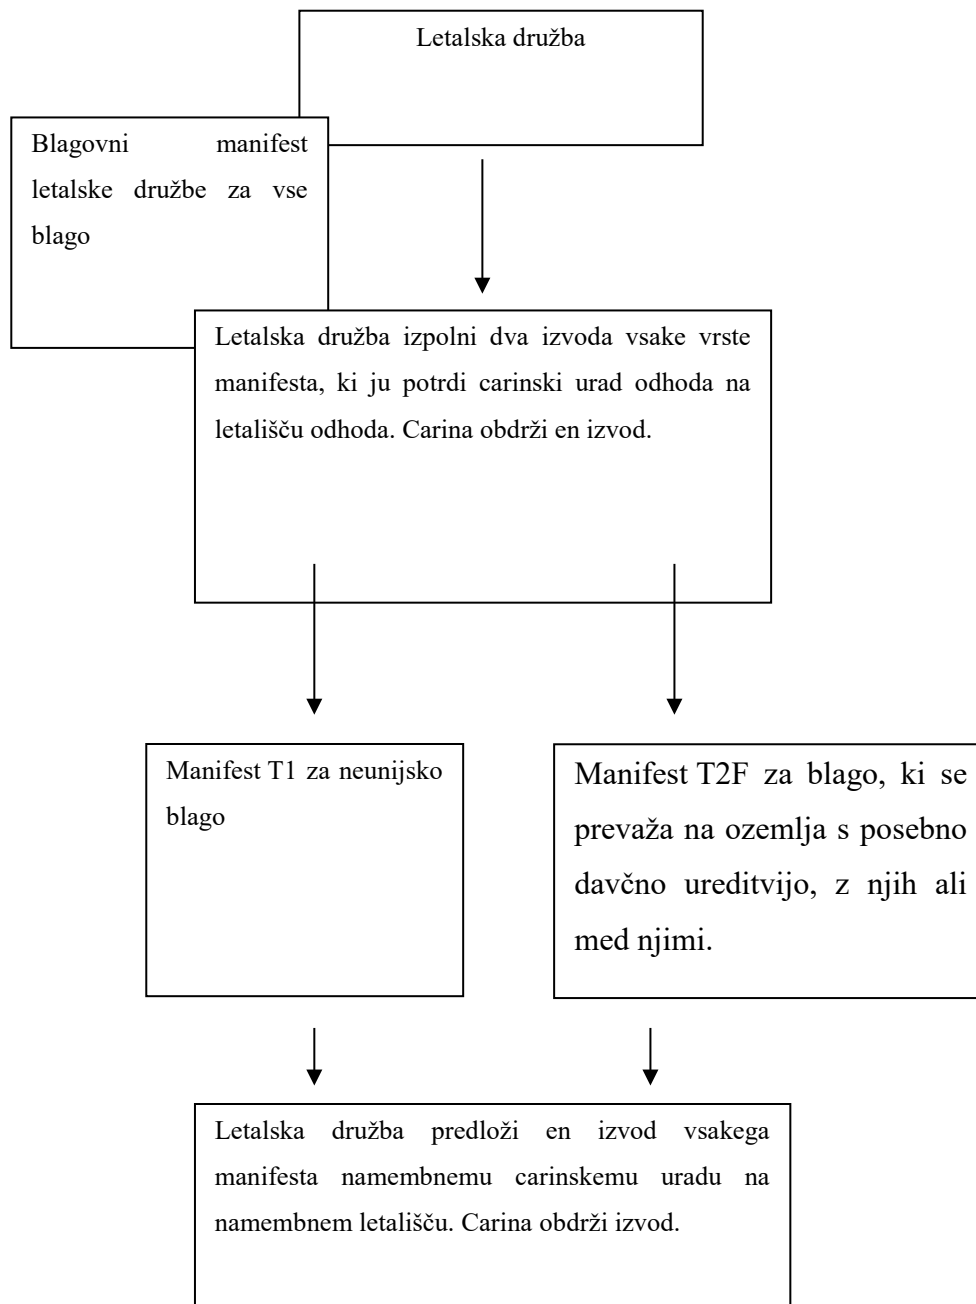 Letalska družba
Blagovni manifest
letalske družbe za vse
blago
Letalska družba izpolni dva izvoda vsake vrste
manifesta, ki ju potrdi carinski urad odhoda na
letališču odhoda. Carina obdrži en izvod.
Manifest T1 za neunijsko
blago
Manifest T2F za blago, ki se
prevaža na ozemlja s posebno
davčno ureditvijo, z njih ali
med njimi.
Letalska družba predloži en izvod vsakega
manifesta namembnemu carinskemu uradu na
namembnem letališču. Carina obdrži izvod.